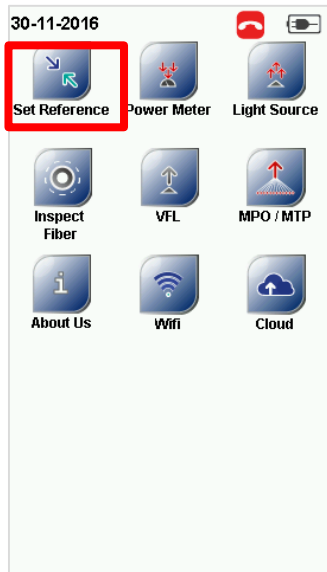 30-11-2016
Set Reference Power Meter Light Source
Inspect Fiber VFL MPO / MTP
About Us Wifi Cloud